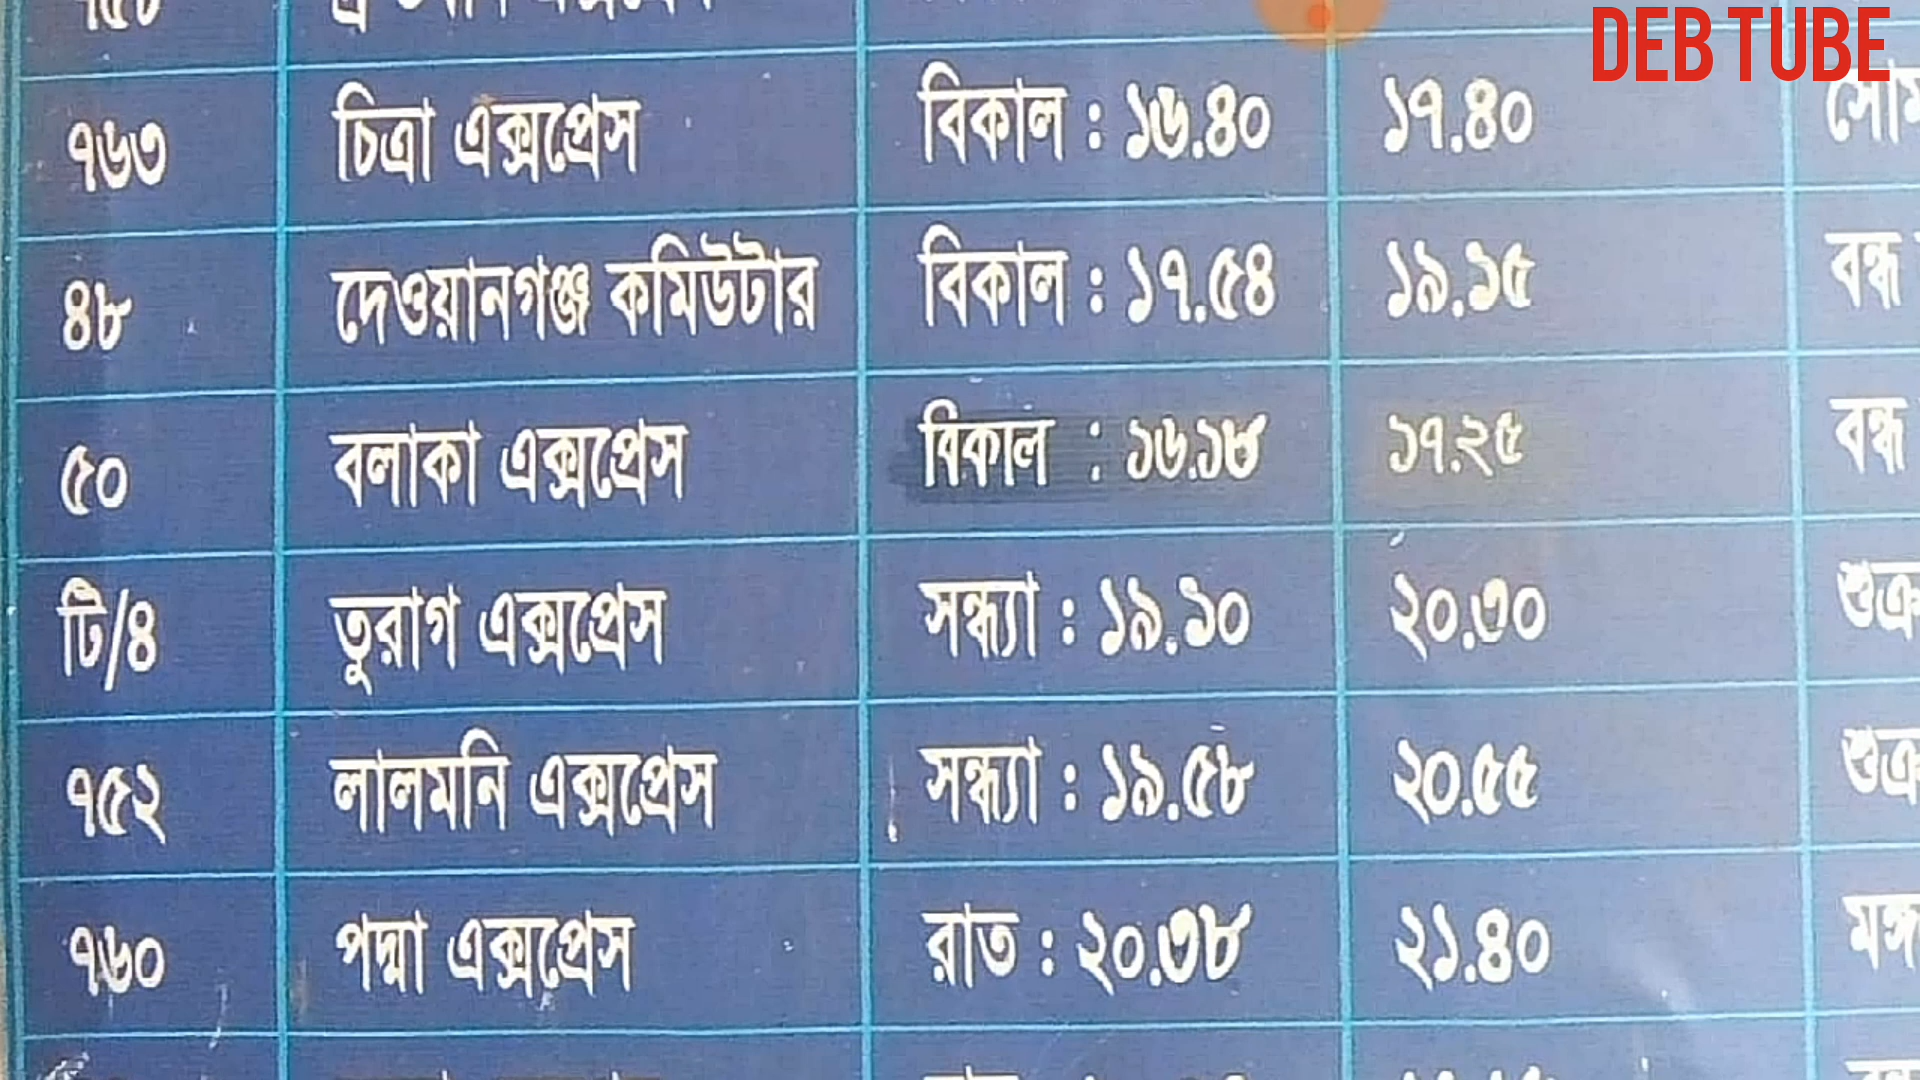 DEB TUBE
৭৬৩ চিত্রা এক্সপ্রেস বিকাল : ১৬.৪০ ১৭.৪০
৪৮ দেওয়ানগঞ্জ কমিউটার বিকাল : ১৭.৫৪ ১৯.১৫ বন্ধ
৫০ বলাকা এক্সপ্রেস বিকাল : ১৬.১৮ ১৭.২৫ বন্ধ
টি/৪ তুরাগ এক্সপ্রেস সন্ধ্যা : ১৯.১০ ২০.৩০ শুক্র
৭৫২ লালমনি এক্সপ্রেস সন্ধ্যা : ১৯.৫৮ ২০.৫৫ শুক্র
৭৬০ পদ্মা এক্সপ্রেস রাত : ২০.৩৮ ২১.৪০